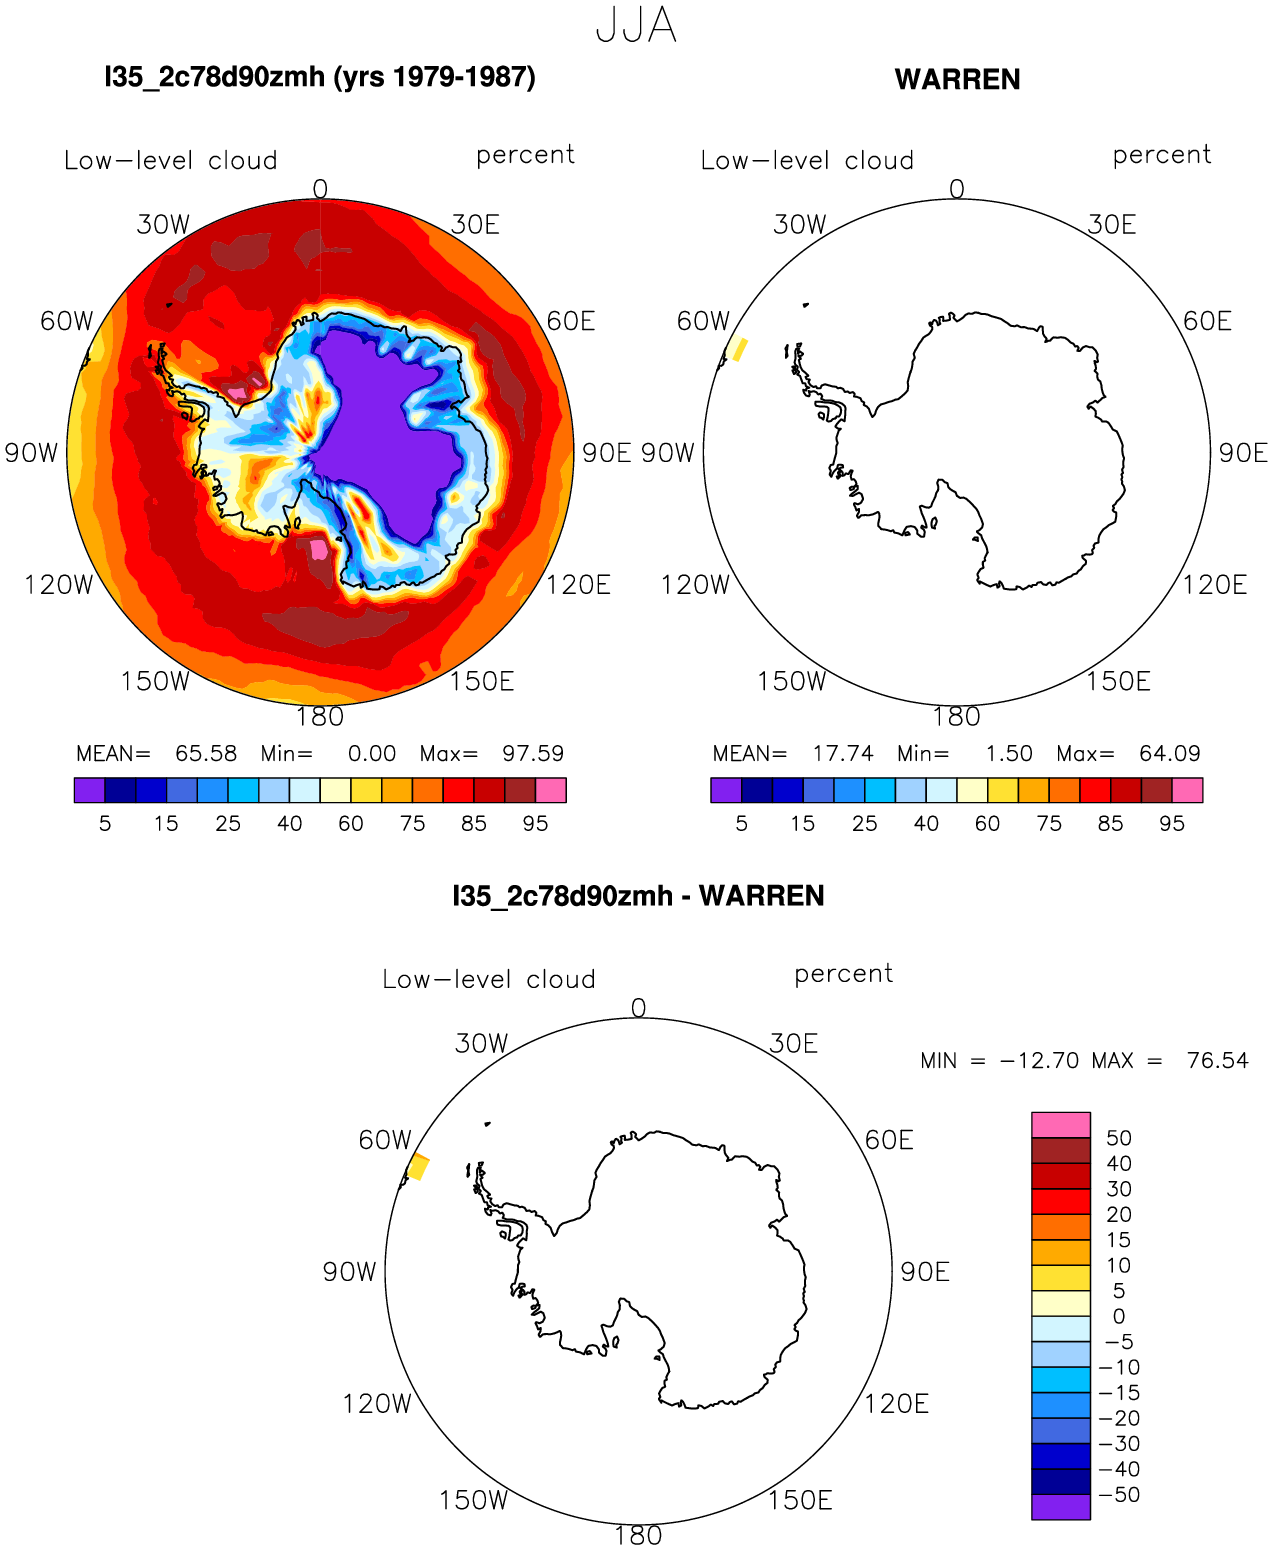 JJA
I35_2c78d90zmh (yrs 1979-1987)
WARREN
Low-level cloud percent
Low-level cloud percent
0
30W 30E
60W 60E
90W 90E
120W 120E
150W 150E
180
0
30W 30E
60W 60E
90W 90E
120W 120E
150W 150E
180
MEAN= 65.58 Min= 0.00 Max= 97.59
5 15 25 40 60 75 85 95
MEAN= 17.74 Min= 1.50 Max= 64.09
5 15 25 40 60 75 85 95
I35_2c78d90zmh - WARREN
Low-level cloud percent
0
30W 30E
60W 60E
90W 90E
120W 120E
150W 150E
180
MIN = -12.70 MAX = 76.54
50
40
30
20
15
10
5
0
-5
-10
-15
-20
-30
-40
-50